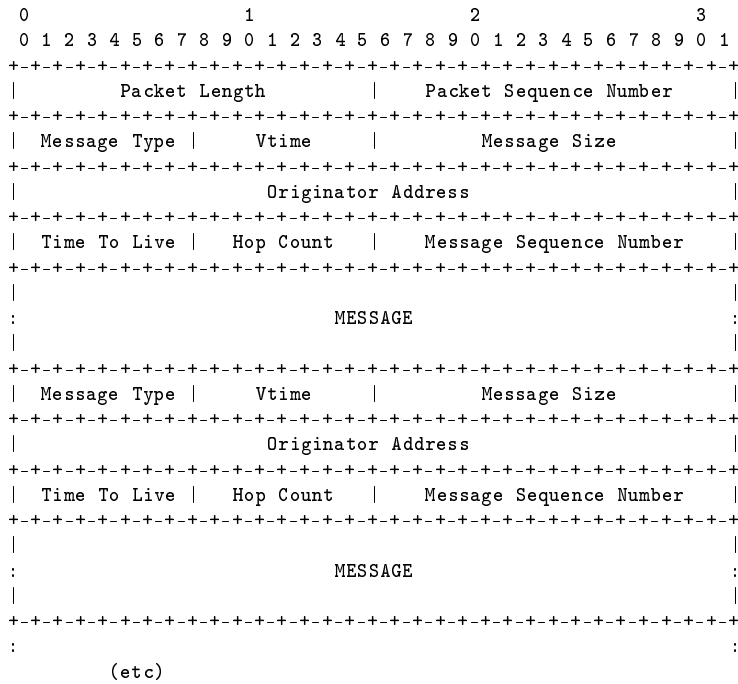 0                   1                   2                   3
 0 1 2 3 4 5 6 7 8 9 0 1 2 3 4 5 6 7 8 9 0 1 2 3 4 5 6 7 8 9 0 1
+-+-+-+-+-+-+-+-+-+-+-+-+-+-+-+-+-+-+-+-+-+-+-+-+-+-+-+-+-+-+-+-+
|         Packet Length         |    Packet Sequence Number     |
+-+-+-+-+-+-+-+-+-+-+-+-+-+-+-+-+-+-+-+-+-+-+-+-+-+-+-+-+-+-+-+-+
|  Message Type |     Vtime     |         Message Size          |
+-+-+-+-+-+-+-+-+-+-+-+-+-+-+-+-+-+-+-+-+-+-+-+-+-+-+-+-+-+-+-+-+
|                      Originator Address                       |
+-+-+-+-+-+-+-+-+-+-+-+-+-+-+-+-+-+-+-+-+-+-+-+-+-+-+-+-+-+-+-+-+
|  Time To Live |   Hop Count   |    Message Sequence Number    |
+-+-+-+-+-+-+-+-+-+-+-+-+-+-+-+-+-+-+-+-+-+-+-+-+-+-+-+-+-+-+-+-+
|                                                               |
:                            MESSAGE                            :
|                                                               |
+-+-+-+-+-+-+-+-+-+-+-+-+-+-+-+-+-+-+-+-+-+-+-+-+-+-+-+-+-+-+-+-+
|  Message Type |     Vtime     |         Message Size          |
+-+-+-+-+-+-+-+-+-+-+-+-+-+-+-+-+-+-+-+-+-+-+-+-+-+-+-+-+-+-+-+-+
|                      Originator Address                       |
+-+-+-+-+-+-+-+-+-+-+-+-+-+-+-+-+-+-+-+-+-+-+-+-+-+-+-+-+-+-+-+-+
|  Time To Live |   Hop Count   |    Message Sequence Number    |
+-+-+-+-+-+-+-+-+-+-+-+-+-+-+-+-+-+-+-+-+-+-+-+-+-+-+-+-+-+-+-+-+
|                                                               |
:                            MESSAGE                            :
|                                                               |
+-+-+-+-+-+-+-+-+-+-+-+-+-+-+-+-+-+-+-+-+-+-+-+-+-+-+-+-+-+-+-+-+
:                                                               :
         (etc)